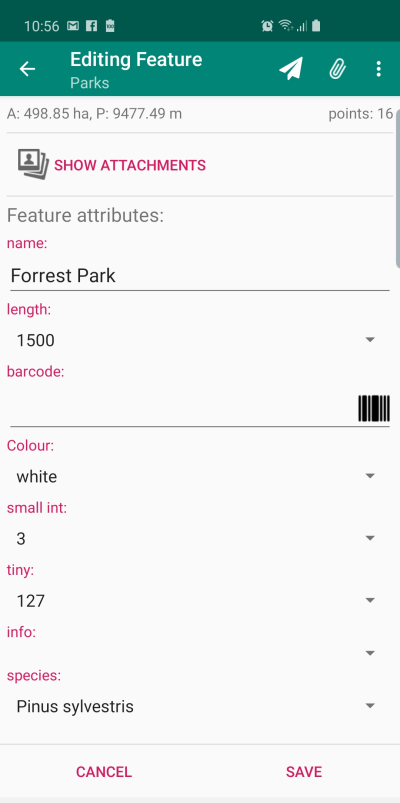 10:56
Editing Feature
Parks
A: 498.85 ha, P: 9477.49 m points: 16
SHOW ATTACHMENTS
Feature attributes:
name:
Forrest Park
length:
1500
barcode:
Colour:
white
small int:
3
tiny:
127
info:
species:
Pinus sylvestris
CANCEL SAVE